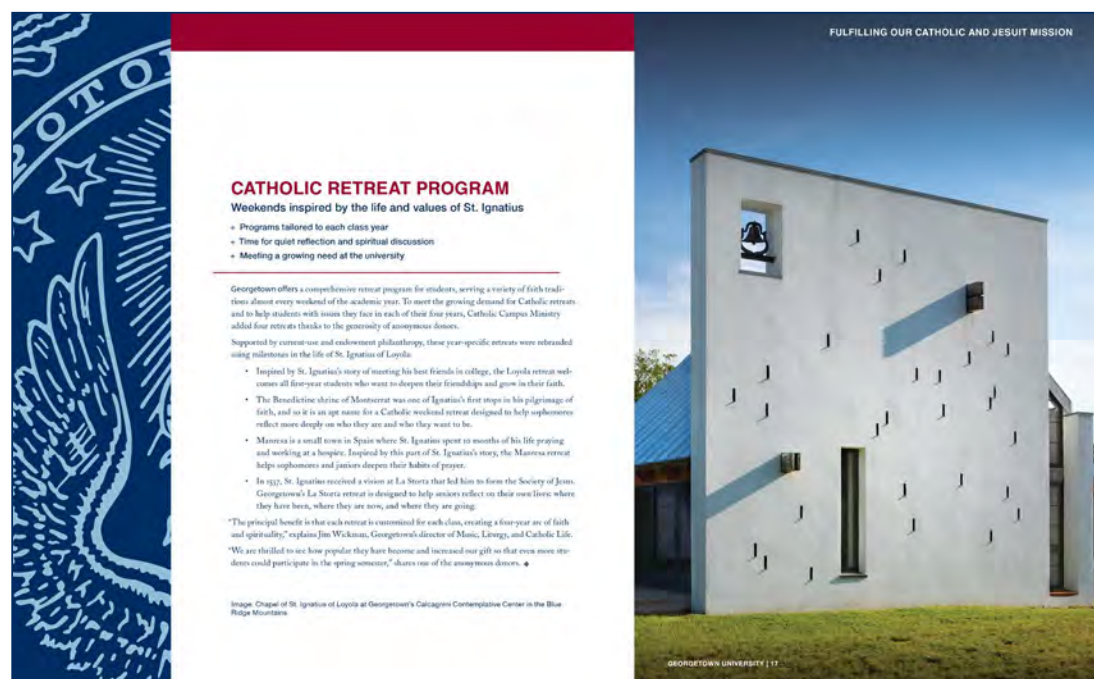 FULFILLING OUR CATHOLIC AND JESUIT MISSION
CATHOLIC RETREAT PROGRAM
Weekends inspired by the life and values of St. Ignatius
+ Programs tailored to each class year
+ Time for quiet reflection and spiritual discussion
+ Meeting a growing need at the university
Georgetown offers a comprehensive retreat program for students, serving a variety of faith tradi-
tions almost every weekend of the academic year. To meet the growing demand for Catholic retreats
and to help students with issues they face in each of their four years, Catholic Campus Ministry
added four retreats thanks to the generosity of anonymous donors.
Supported by current-use and endowment philanthropy, these year-specific retreats were rebranded
using milestones in the life of St. Ignatius of Loyola:
• Inspired by St. Ignatius's story of meeting his best friends in college, the Loyola retreat wel-
comes all first-year students who want to deepen their friendships and grow in their faith.
• The Benedictine shrine of Montserrat was one of Ignatius's first stops in his pilgrimage of
faith, and so it is an apt name for a Catholic weekend retreat designed to help sophomores
reflect more deeply on who they are and who they want to be.
• Manresa is a small town in Spain where St. Ignatius spent 10 months of his life praying
and working at a hospice. Inspired by this part of St. Ignatius's story, the Manresa retreat
helps sophomores and juniors deepen their habits of prayer.
• In 1537, St. Ignatius received a vision at La Storta that led him to form the Society of Jesus.
Georgetown's La Storta retreat is designed to help seniors reflect on their own lives: where
they have been, where they are now, and where they are going.
"The principal benefit is that each retreat is customized for each class, creating a four-year arc of faith
and spirituality," explains Jim Wickman, Georgetown's director of Music, Liturgy, and Catholic Life.
"We are thrilled to see how popular they have become and increased our gift so that even more stu-
dents could participate in the spring semester," shares one of the anonymous donors.
Image: Chapel of St. Ignatius of Loyola at Georgetown's Calcagnini Contemplative Center in the Blue
Ridge Mountains
GEORGETOWN UNIVERSITY | 17